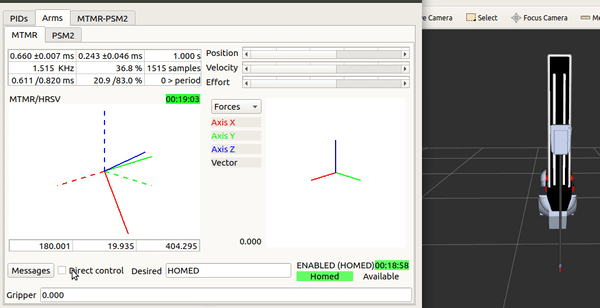 PIDs Arms MTMR-PSM2
MTMR PSM2
0.660 ±0.007 ms 0.243 ±0.046 ms 1.000 s
1.515 KHz 36.8 % 1515 samples
0.611 /0.820 ms 20.9 /83.0 % 0 > period
Position
Velocity
Effort
MTMR/HRSV 00:19:03
Forces
Axis X
Axis Y
Axis Z
Vector
0.000
180.001 19.935 404.295
Messages Direct control Desired HOMED
ENABLED (HOMED) 00:18:58
Homed Available
Gripper 0.000
Camera Select Focus Camera